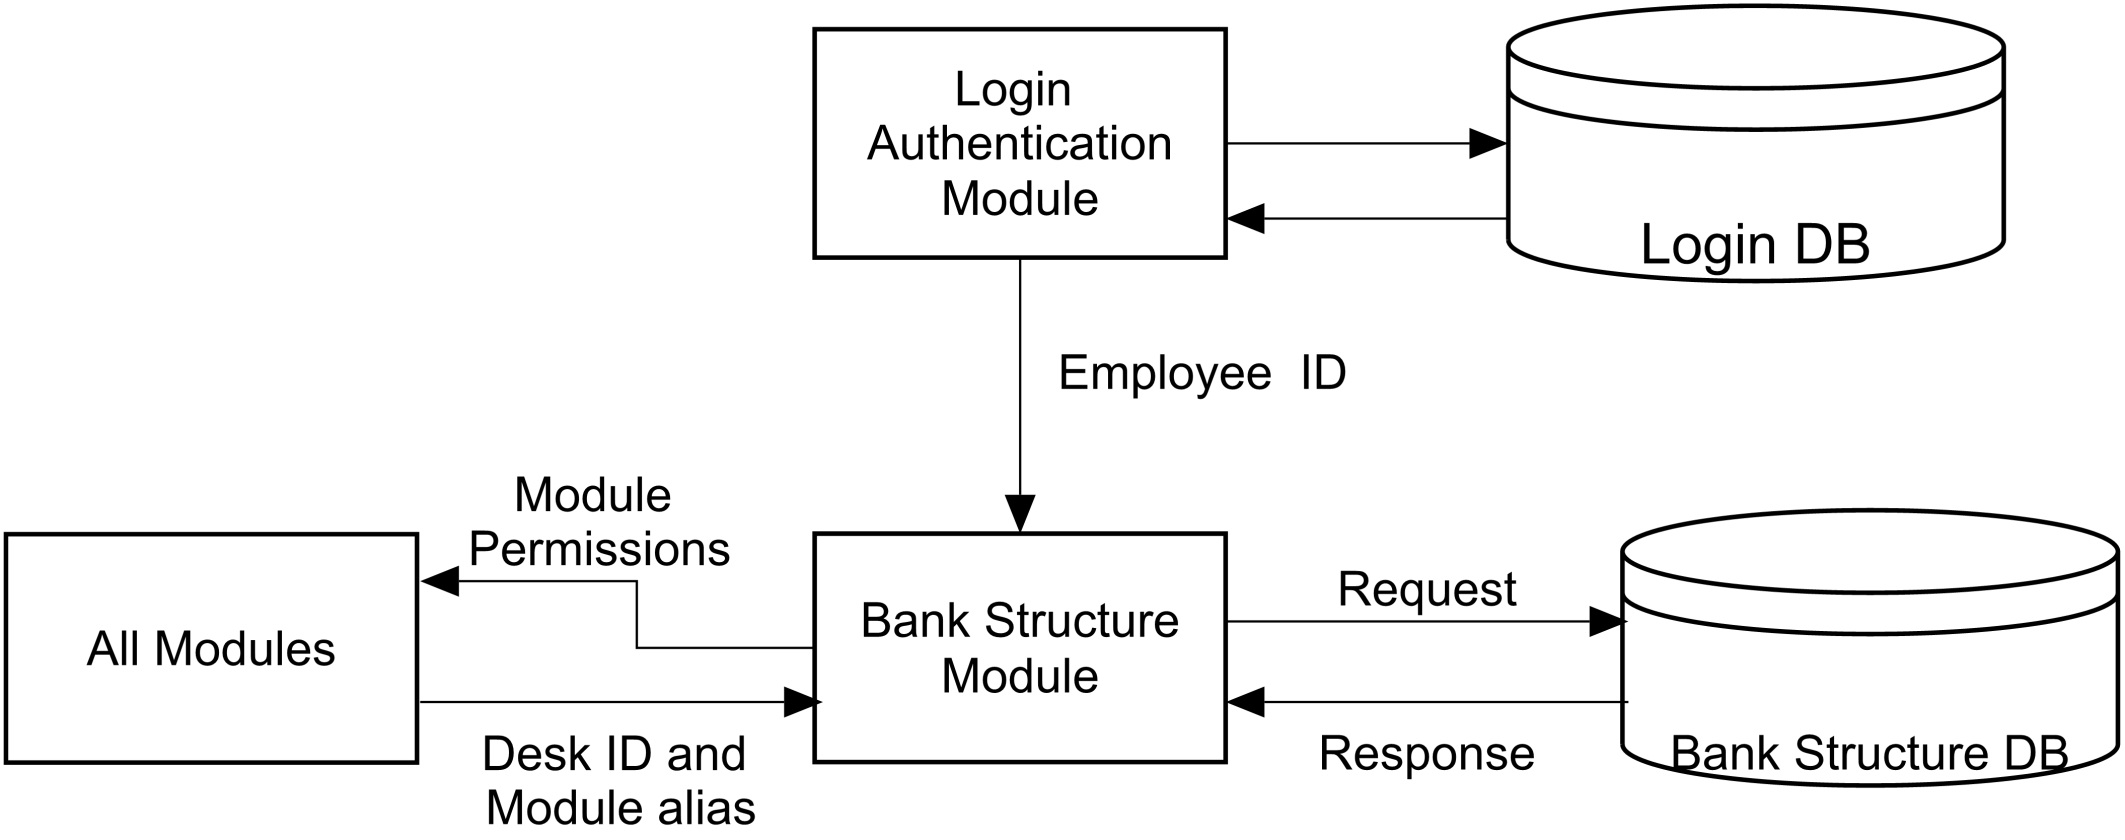 Login
Authentication
Module
Login DB
Employee  ID
Module
Permissions
All Modules
Bank Structure
Module
Request
Response
Bank Structure DB
Desk ID and
Module alias